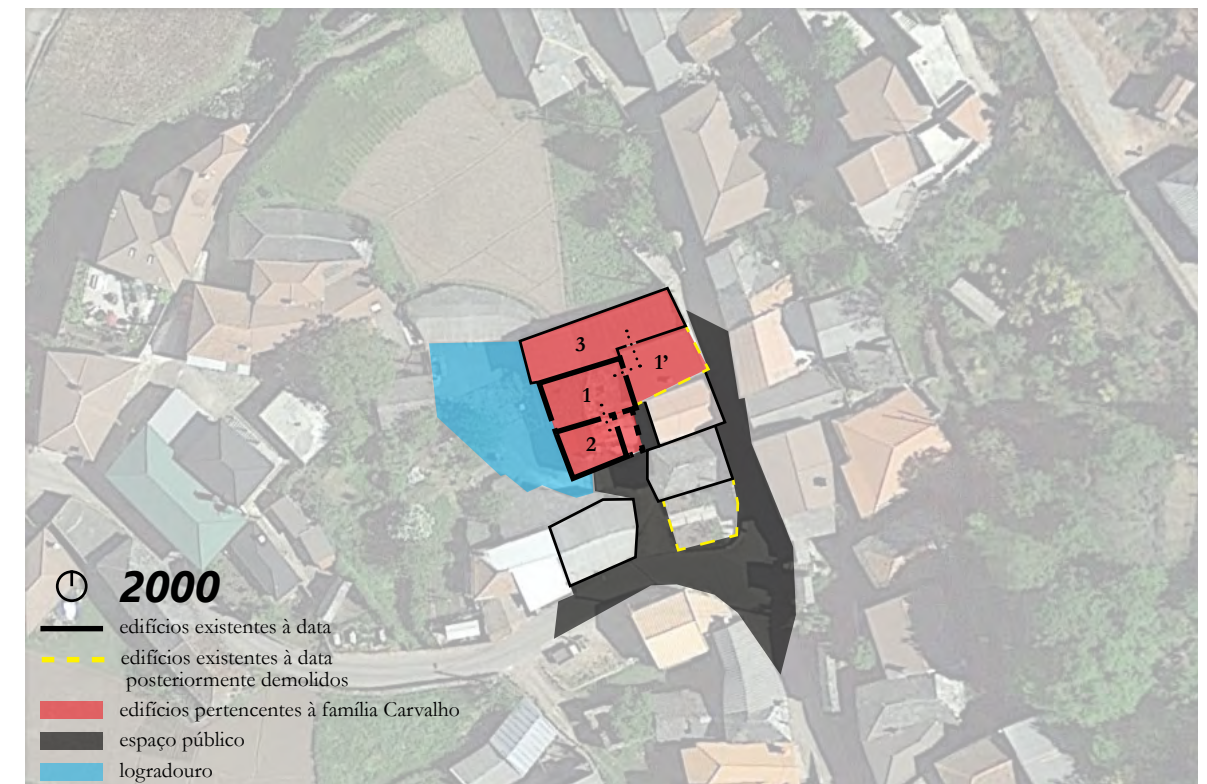 3
1'
1
2
2000
edifícios existentes à data
edifícios existentes à data
posteriormente demolidos
edifícios pertencentes à família Carvalho
espaço público
logradouro